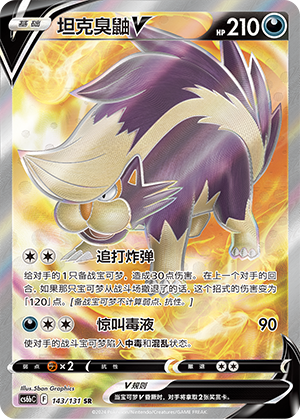 基础 坦克臭鼬V HP 210
追打炸弹
给对手的1只备战宝可梦，造成30点伤害。在上一个对手的回
合，如果那只宝可梦从战斗场撤退了的话，这个招式的伤害变为
「120」点。[备战宝可梦不计算弱点、抗性。]
惊叫毒液 90
使对手的战斗宝可梦陷入中毒和混乱状态。
弱点 ×2 抗性 撤退
Illus.5ban Graphics
V规则
CS6bC F 143/131 SR
当宝可梦V昏厥时，对手将拿取2张奖赏卡。